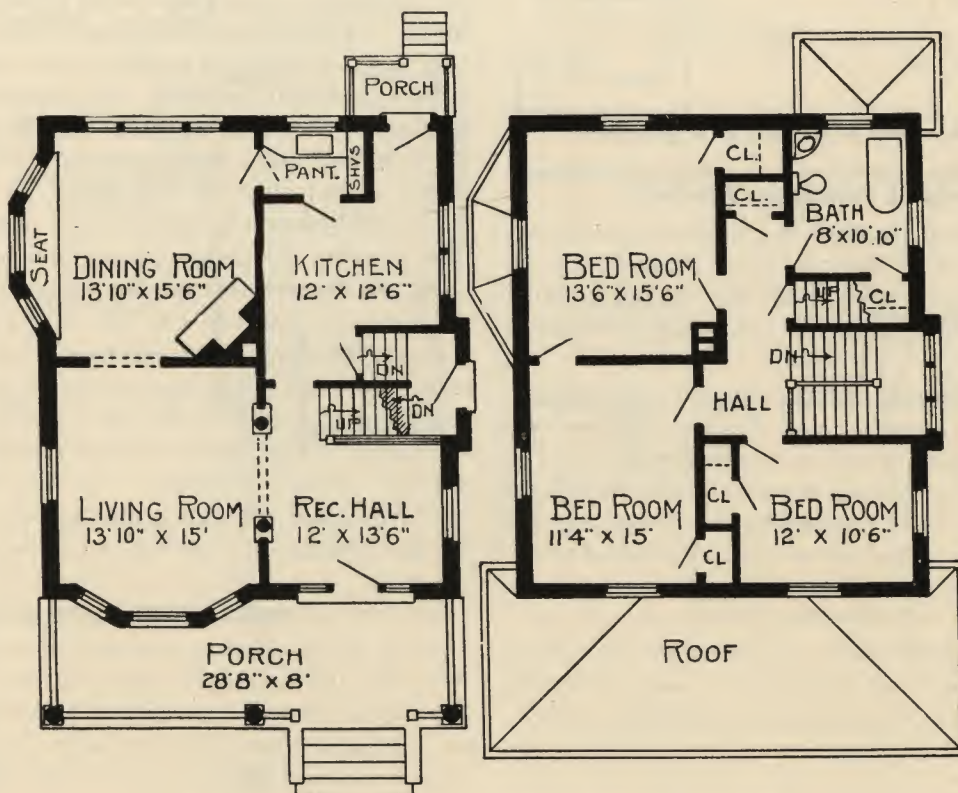 PORCH
PANT.
SHVS
SEAT
DINING ROOM
13'10" x 15'6"
KITCHEN
12' x 12'6"
DN
DN
UP
LIVING ROOM
13'10" x 15'
REC. HALL
12' x 13'6"
PORCH
28'8" x 8'
CL.
CL.
BATH
8' x 10'.10"
BED ROOM
13'6" x 15'6"
UP
CL
DN
HALL
BED ROOM
11'4" x 15'
CL
CL
BED ROOM
12' x 10'6"
ROOF